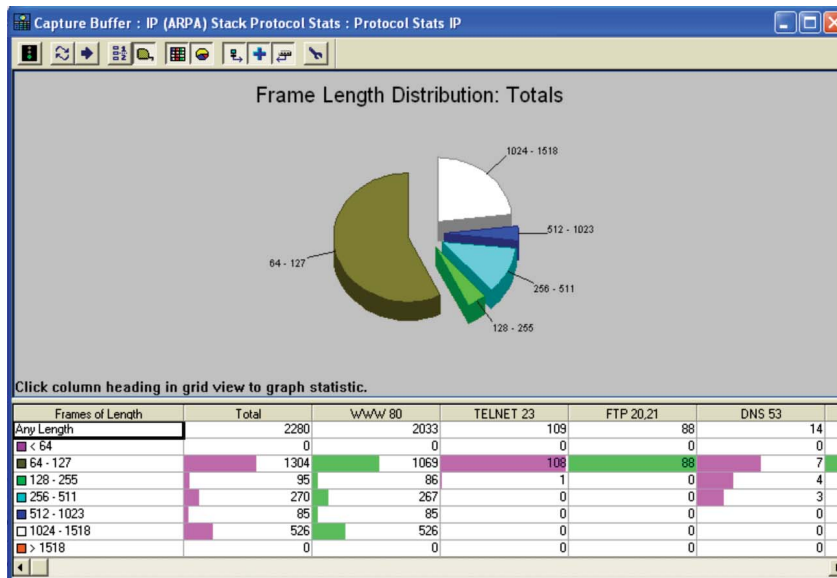 Capture Buffer : IP (ARPA) Stack Protocol Stats : Protocol Stats IP
Frame Length Distribution: Totals
1024 - 1518
512 - 1023
64 - 127
256 - 511
128 - 255
Click column heading in grid view to graph statistic.
Frames of Length Total WWW 80 TELNET 23 FTP 20,21 DNS 53
Any Length 2280 2033 109 88 14
< 64 0 0 0 0 0
64 - 127 1304 1069 108 88 7
128 - 255 95 86 1 0 4
256 - 511 270 267 0 0 3
512 - 1023 85 85 0 0 0
1024 - 1518 526 526 0 0 0
> 1518 0 0 0 0 0